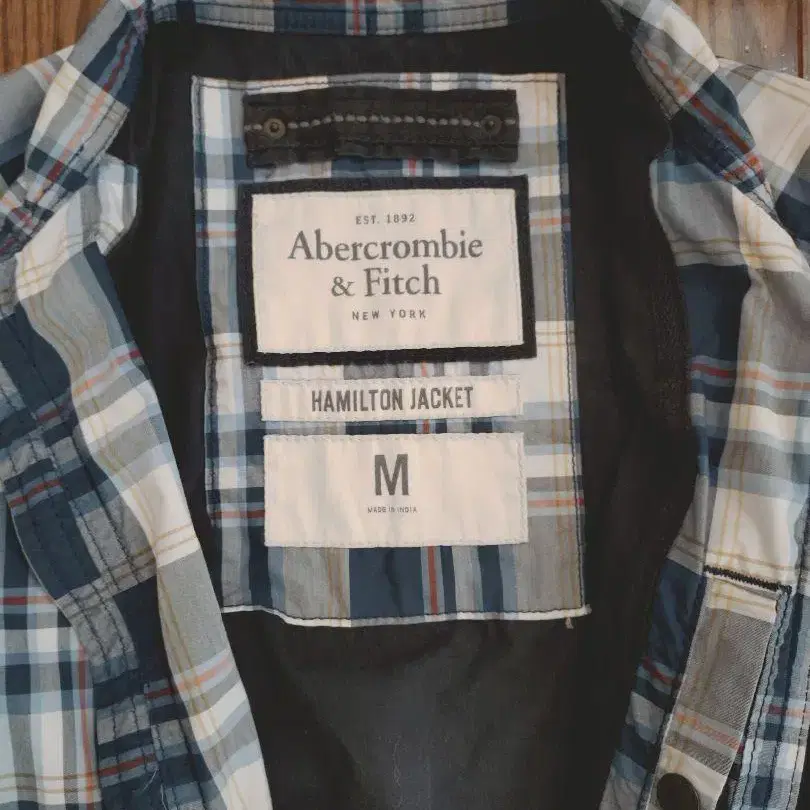 EST. 1892
Abercrombie
& Fitch
NEW YORK
HAMILTON JACKET
M
MADE IN INDIA